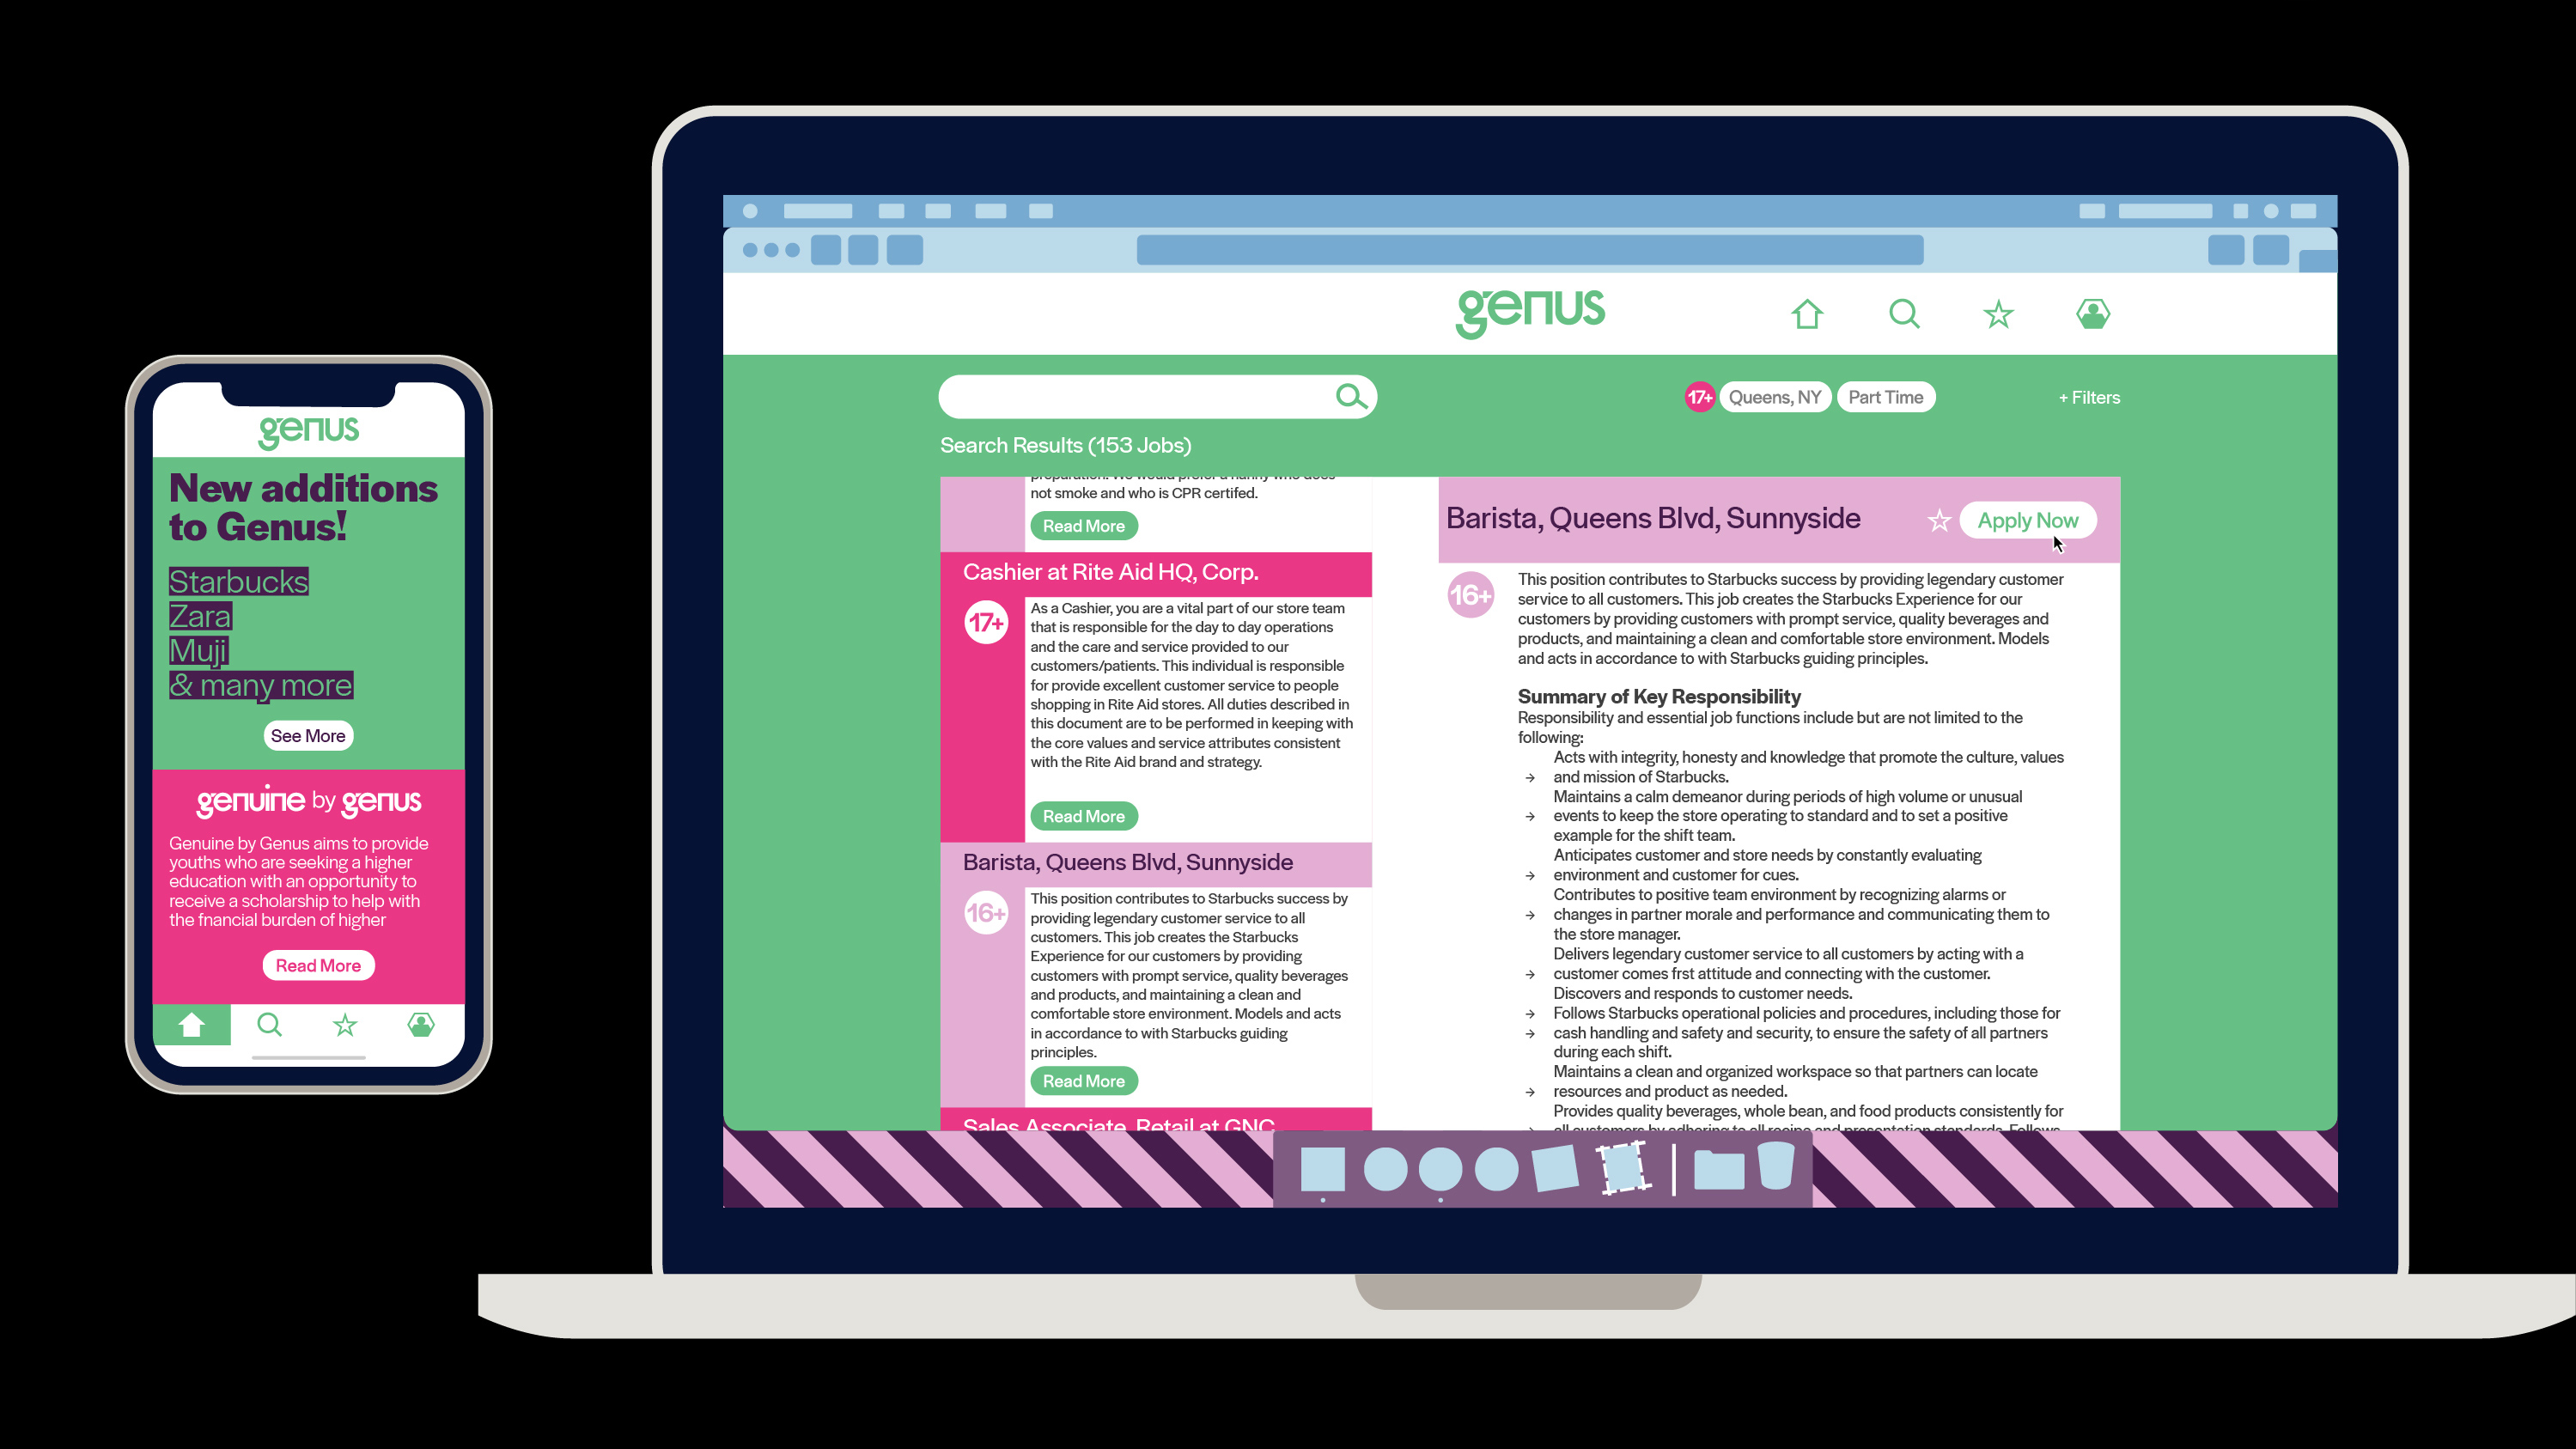 genus
New additions
to Genus!
Starbucks
Zara
Muji
& many more
See More
genuine by genus
Genuine by Genus aims to provide
youths who are seeking a higher
education with an opportunity to
receive a scholarship to help with
the fnancial burden of higher
Read More
genus
17+ Queens, NY Part Time + Filters
Search Results (153 Jobs)
preparation. We would prefer a nanny who does
not smoke and who is CPR certifed.
Read More
Cashier at Rite Aid HQ, Corp.
17+
As a Cashier, you are a vital part of our store team
that is responsible for the day to day operations
and the care and service provided to our
customers/patients. This individual is responsible
for provide excellent customer service to people
shopping in Rite Aid stores. All duties described in
this document are to be performed in keeping with
the core values and service attributes consistent
with the Rite Aid brand and strategy.
Read More
Barista, Queens Blvd, Sunnyside
16+
This position contributes to Starbucks success by
providing legendary customer service to all
customers. This job creates the Starbucks
Experience for our customers by providing
customers with prompt service, quality beverages
and products, and maintaining a clean and
comfortable store environment. Models and acts
in accordance to with Starbucks guiding
principles.
Read More
Sales Associate, Retail at GNC
Barista, Queens Blvd, Sunnyside
Apply Now
16+
This position contributes to Starbucks success by providing legendary customer
service to all customers. This job creates the Starbucks Experience for our
customers by providing customers with prompt service, quality beverages and
products, and maintaining a clean and comfortable store environment. Models
and acts in accordance to with Starbucks guiding principles.
Summary of Key Responsibility
Responsibility and essential job functions include but are not limited to the
following:
Acts with integrity, honesty and knowledge that promote the culture, values
→ and mission of Starbucks.
Maintains a calm demeanor during periods of high volume or unusual
→ events to keep the store operating to standard and to set a positive
example for the shift team.
Anticipates customer and store needs by constantly evaluating
→ environment and customer for cues.
Contributes to positive team environment by recognizing alarms or
→ changes in partner morale and performance and communicating them to
the store manager.
Delivers legendary customer service to all customers by acting with a
→ customer comes frst attitude and connecting with the customer.
Discovers and responds to customer needs.
→ Follows Starbucks operational policies and procedures, including those for
→ cash handling and safety and security, to ensure the safety of all partners
during each shift.
Maintains a clean and organized workspace so that partners can locate
→ resources and product as needed.
Provides quality beverages, whole bean, and food products consistently for
→ all customers by adhering to all recipe and presentation standards. Follows